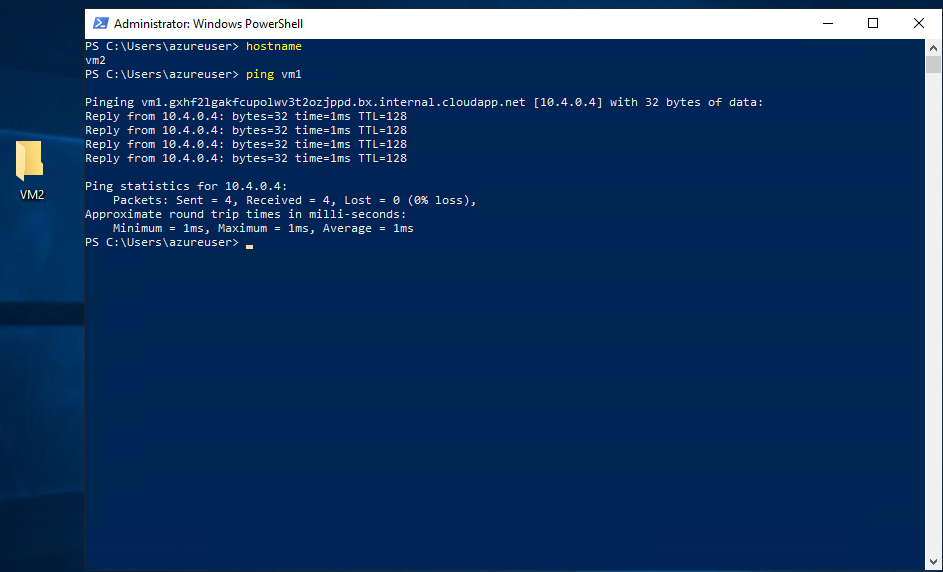 Administrator: Windows PowerShell
PS C:\Users\azureuser> hostname
vm2
PS C:\Users\azureuser> ping vm1
Pinging vm1.gxhf2lgakfcupolwv3t2ozjppd.bx.internal.cloudapp.net [10.4.0.4] with 32 bytes of data:
Reply from 10.4.0.4: bytes=32 time=1ms TTL=128
Reply from 10.4.0.4: bytes=32 time=1ms TTL=128
Reply from 10.4.0.4: bytes=32 time=1ms TTL=128
Reply from 10.4.0.4: bytes=32 time=1ms TTL=128
Ping statistics for 10.4.0.4:
    Packets: Sent = 4, Received = 4, Lost = 0 (0% loss),
Approximate round trip times in milli-seconds:
    Minimum = 1ms, Maximum = 1ms, Average = 1ms
PS C:\Users\azureuser>
VM2